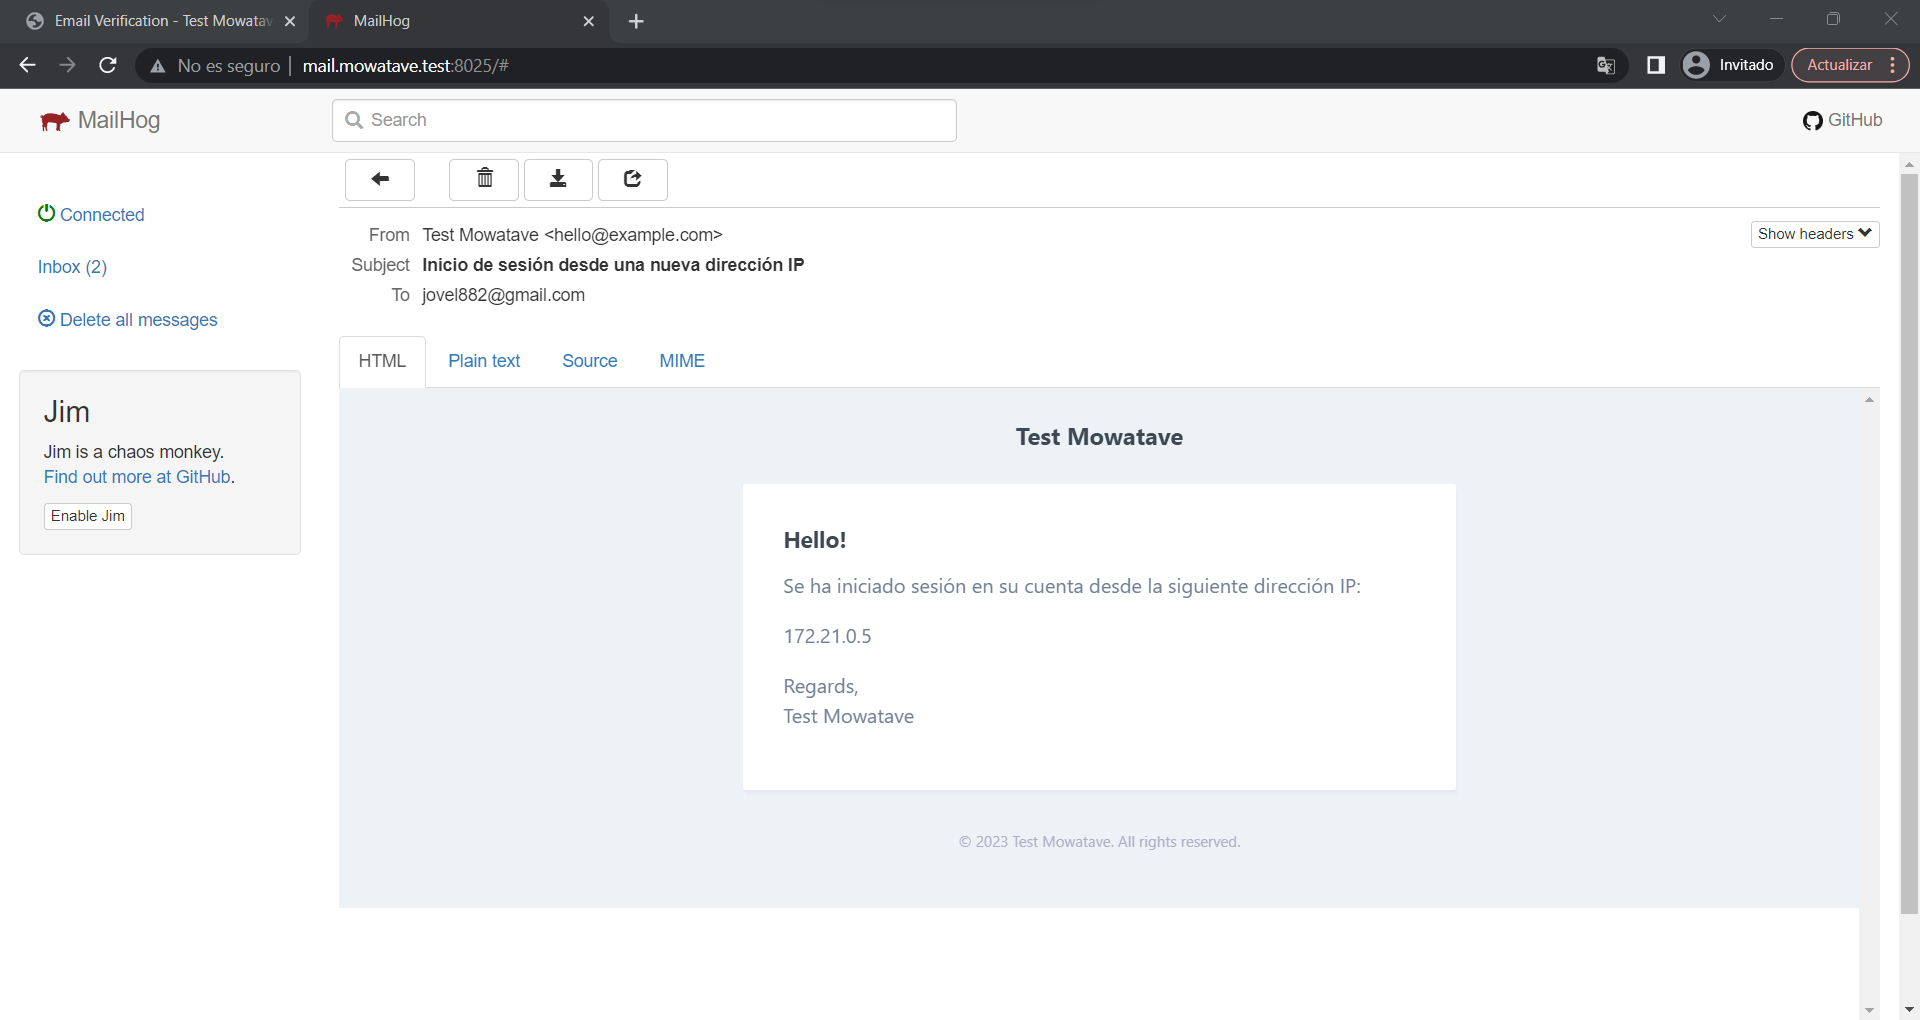 Email Verification - Test Mowatav
MailHog
No es seguro
mail.mowatave.test:8025/#
Invitado
Actualizar
MailHog
Search
GitHub
Connected
Inbox (2)
Delete all messages
Jim
Jim is a chaos monkey.
Find out more at GitHub.
Enable Jim
From Test Mowatave <hello@example.com>
Show headers
Subject Inicio de sesión desde una nueva dirección IP
To jovel882@gmail.com
HTML Plain text Source MIME
Test Mowatave
Hello!
Se ha iniciado sesión en su cuenta desde la siguiente dirección IP:
172.21.0.5
Regards,
Test Mowatave
© 2023 Test Mowatave. All rights reserved.